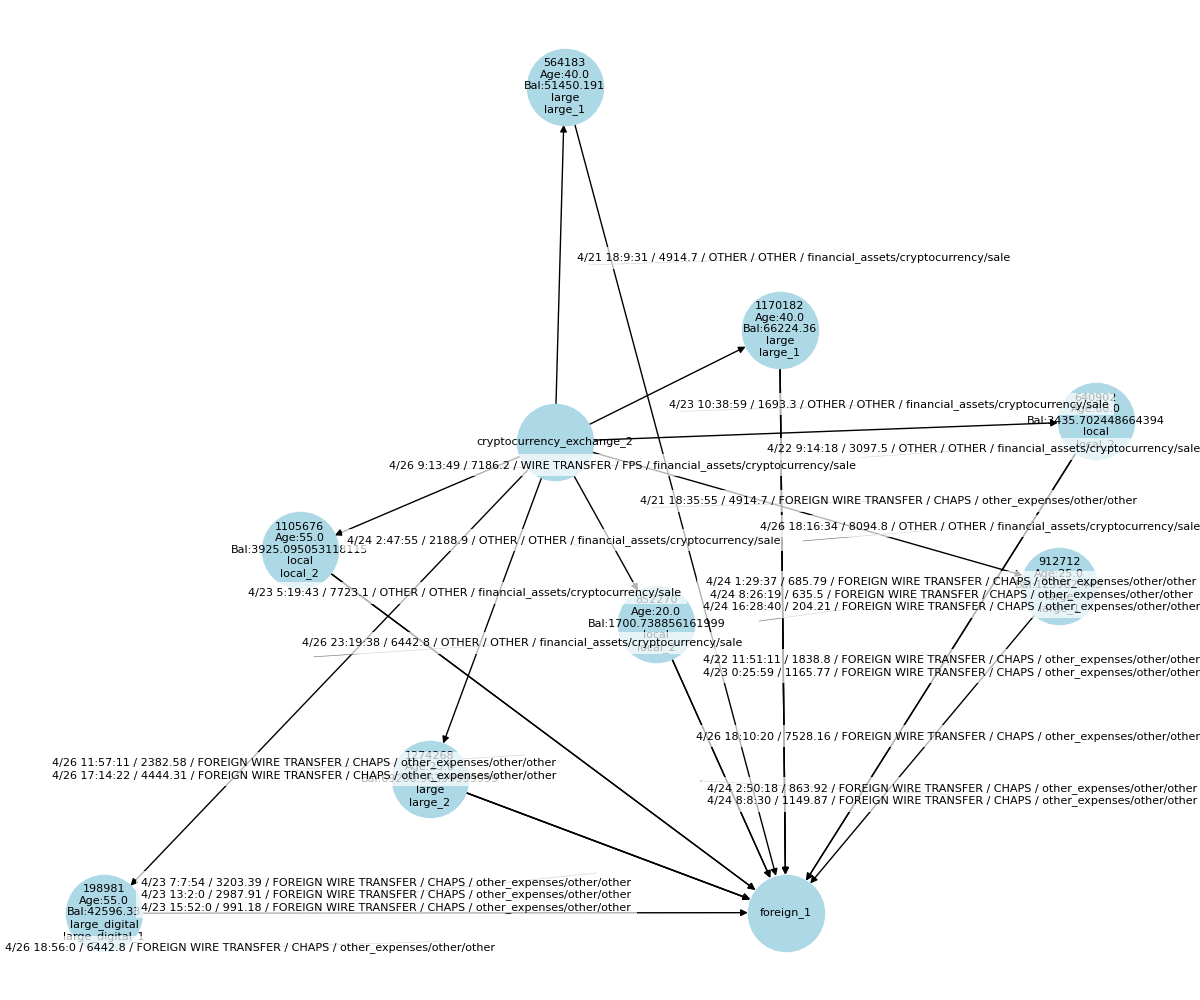 564183
Age:40.0
Bal:51450.191
large
large_1
4/21 18:9:31 / 4914.7 / OTHER / OTHER / financial_assets/cryptocurrency/sale
1170182
Age:40.0
Bal:66224.36
large
large_1
4/23 10:38:59 / 1693.3 / OTHER / OTHER / financial_assets/cryptocurrency/sale
640902
Bal:3435.702448664394
local
local_2
cryptocurrency_exchange_2
4/22 9:14:18 / 3097.5 / OTHER / OTHER / financial_assets/cryptocurrency/sale
4/26 9:13:49 / 7186.2 / WIRE TRANSFER / FPS / financial_assets/cryptocurrency/sale
4/21 18:35:55 / 4914.7 / FOREIGN WIRE TRANSFER / CHAPS / other_expenses/other/other
4/26 18:16:34 / 8094.8 / OTHER / OTHER / financial_assets/cryptocurrency/sale
1105676
Age:55.0
Bal:3925.095053118115
local
local_2
4/24 2:47:55 / 2188.9 / OTHER / OTHER / financial_assets/cryptocurrency/sale
912712
Age:25.0
4/24 1:29:37 / 685.79 / FOREIGN WIRE TRANSFER / CHAPS / other_expenses/other/other
4/24 8:26:19 / 635.5 / FOREIGN WIRE TRANSFER / CHAPS / other_expenses/other/other
4/24 16:28:40 / 204.21 / FOREIGN WIRE TRANSFER / CHAPS / other_expenses/other/other
4/23 5:19:43 / 7723.1 / OTHER / OTHER / financial_assets/cryptocurrency/sale
852270
Age:20.0
Bal:1700.738856161999
local
local_2
4/26 23:19:38 / 6442.8 / OTHER / OTHER / financial_assets/cryptocurrency/sale
4/22 11:51:11 / 1838.8 / FOREIGN WIRE TRANSFER / CHAPS / other_expenses/other/other
4/23 0:25:59 / 1165.77 / FOREIGN WIRE TRANSFER / CHAPS / other_expenses/other/other
4/26 18:10:20 / 7528.16 / FOREIGN WIRE TRANSFER / CHAPS / other_expenses/other/other
1274268
large
large_2
4/26 11:57:11 / 2382.58 / FOREIGN WIRE TRANSFER / CHAPS / other_expenses/other/other
4/26 17:14:22 / 4444.31 / FOREIGN WIRE TRANSFER / CHAPS / other_expenses/other/other
4/24 2:50:18 / 863.92 / FOREIGN WIRE TRANSFER / CHAPS / other_expenses/other/other
4/24 8:8:30 / 1149.87 / FOREIGN WIRE TRANSFER / CHAPS / other_expenses/other/other
198981
Age:55.0
large_digital
large_digital_1
4/23 7:7:54 / 3203.39 / FOREIGN WIRE TRANSFER / CHAPS / other_expenses/other/other
4/23 13:2:0 / 2987.91 / FOREIGN WIRE TRANSFER / CHAPS / other_expenses/other/other
4/23 15:52:0 / 991.18 / FOREIGN WIRE TRANSFER / CHAPS / other_expenses/other/other
foreign_1
4/26 18:56:0 / 6442.8 / FOREIGN WIRE TRANSFER / CHAPS / other_expenses/other/other